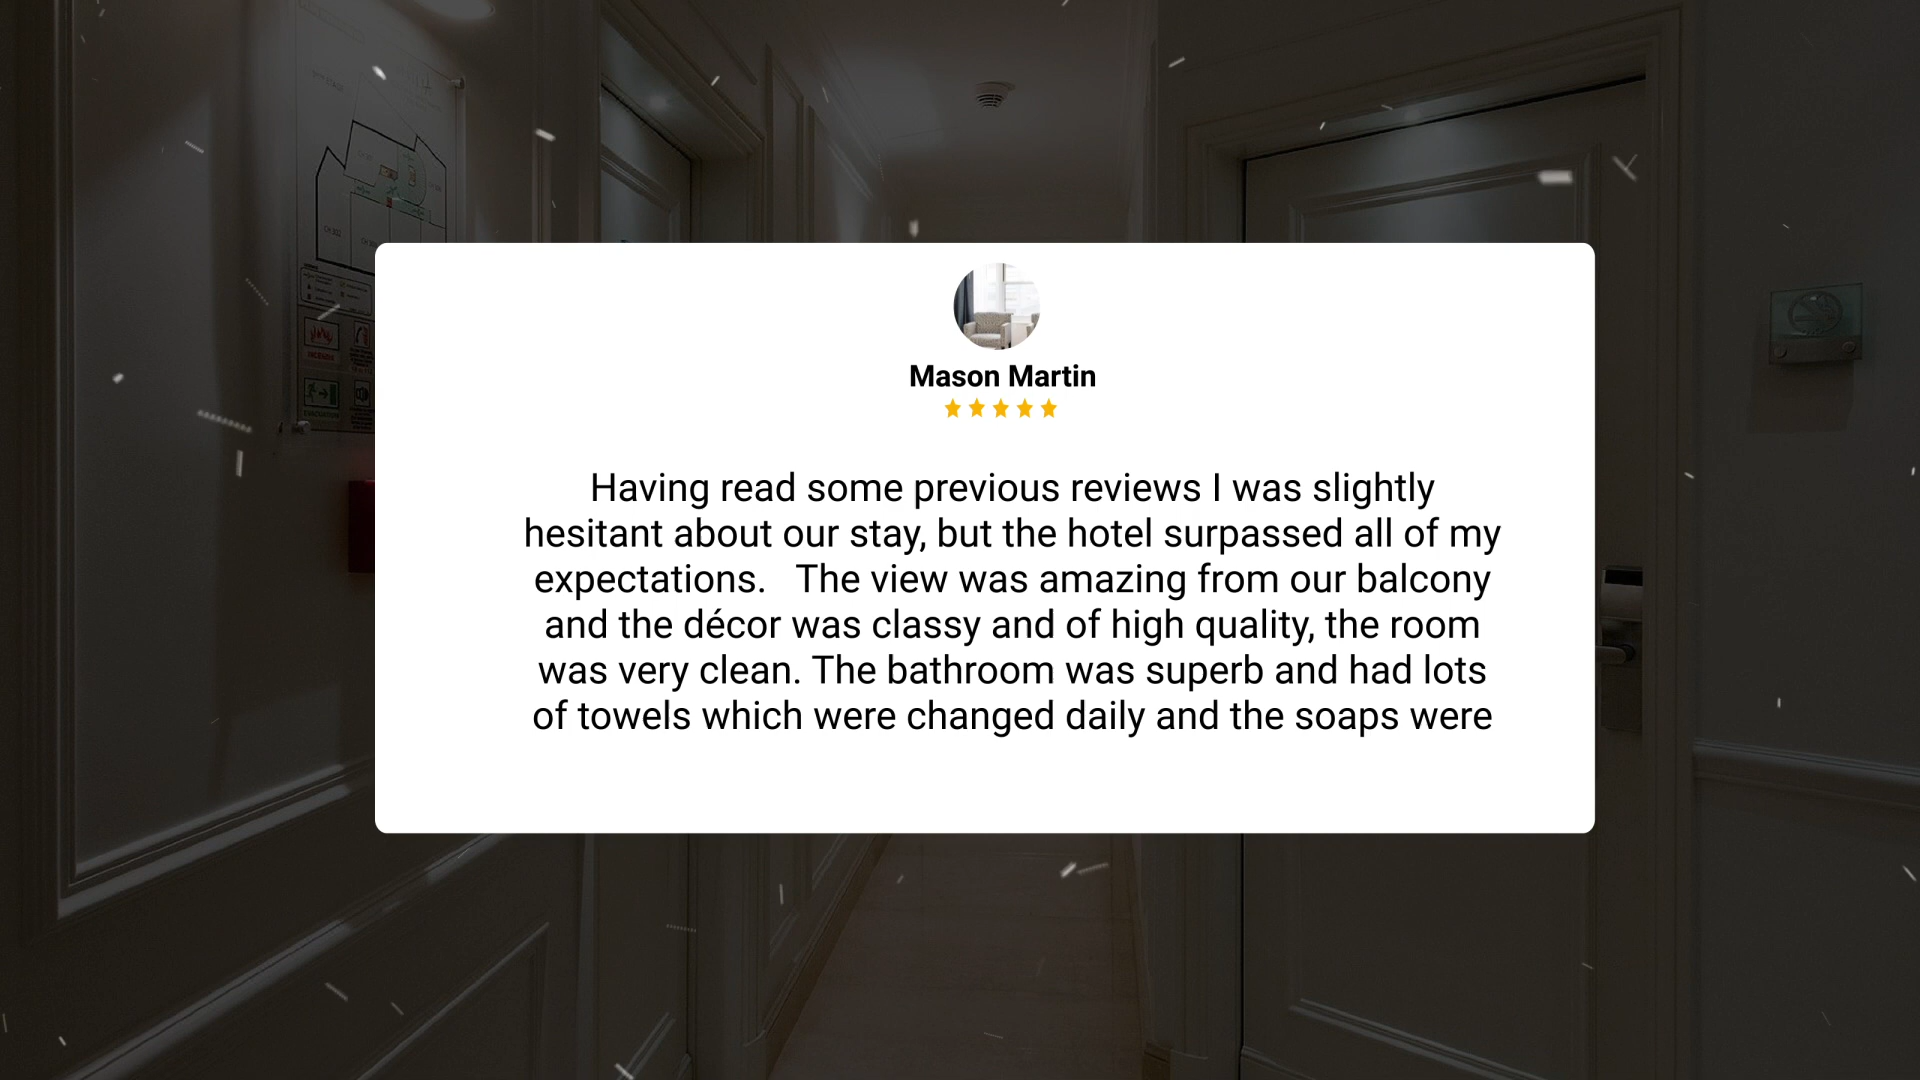 Mason Martin
Having read some previous reviews I was slightly
hesitant about our stay, but the hotel surpassed all of my
expectations.   The view was amazing from our balcony
and the décor was classy and of high quality, the room
was very clean. The bathroom was superb and had lots
of towels which were changed daily and the soaps were